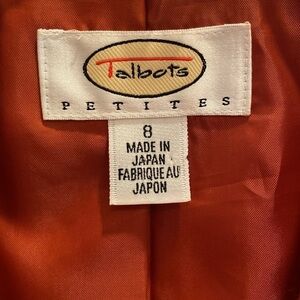 Talbots
PETITES
8
MADE IN
JAPAN
FABRIQUE AU
JAPON